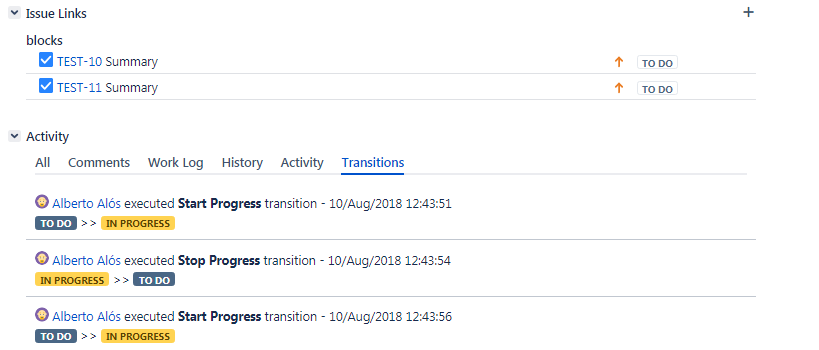 Issue Links
blocks
TEST-10 Summary TO DO
TEST-11 Summary TO DO
Activity
All Comments Work Log History Activity Transitions
Alberto Alós executed Start Progress transition - 10/Aug/2018 12:43:51
TO DO >> IN PROGRESS
Alberto Alós executed Stop Progress transition - 10/Aug/2018 12:43:54
IN PROGRESS >> TO DO
Alberto Alós executed Start Progress transition - 10/Aug/2018 12:43:56
TO DO >> IN PROGRESS